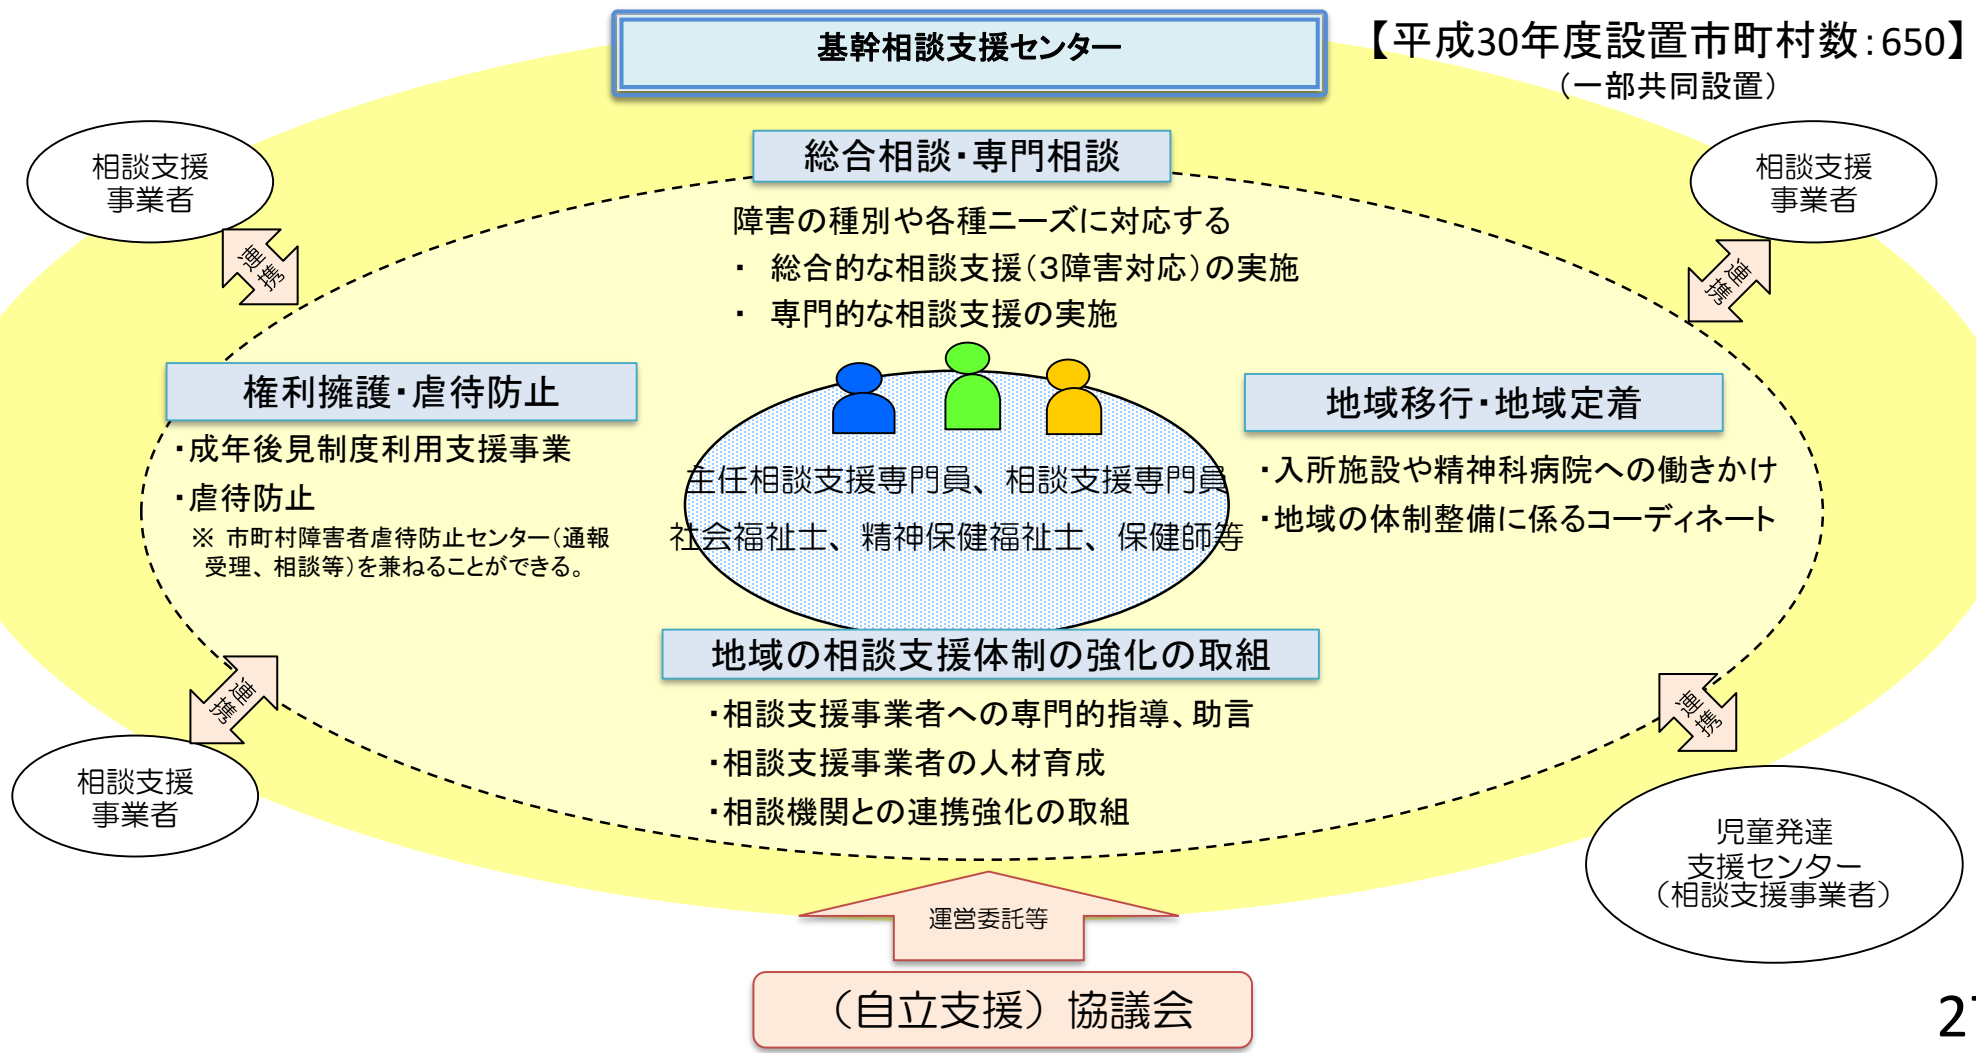 基幹相談支援センター
【平成30年度設置市町村数：650】
（一部共同設置）
相談支援
事業者
相談支援
事業者
連携
連携
総合相談・専門相談
障害の種別や各種ニーズに対応する
・ 総合的な相談支援（３障害対応）の実施
・ 専門的な相談支援の実施
権利擁護・虐待防止
・成年後見制度利用支援事業
・虐待防止
※ 市町村障害者虐待防止センター（通報
受理、相談等）を兼ねることができる。
主任相談支援専門員、相談支援専門員
社会福祉士、精神保健福祉士、保健師等
地域移行・地域定着
・入所施設や精神科病院への働きかけ
・地域の体制整備に係るコーディネート
地域の相談支援体制の強化の取組
・相談支援事業者への専門的指導、助言
・相談支援事業者の人材育成
・相談機関との連携強化の取組
連携
連携
相談支援
事業者
児童発達
支援センター
（相談支援事業者）
運営委託等
（自立支援）協議会